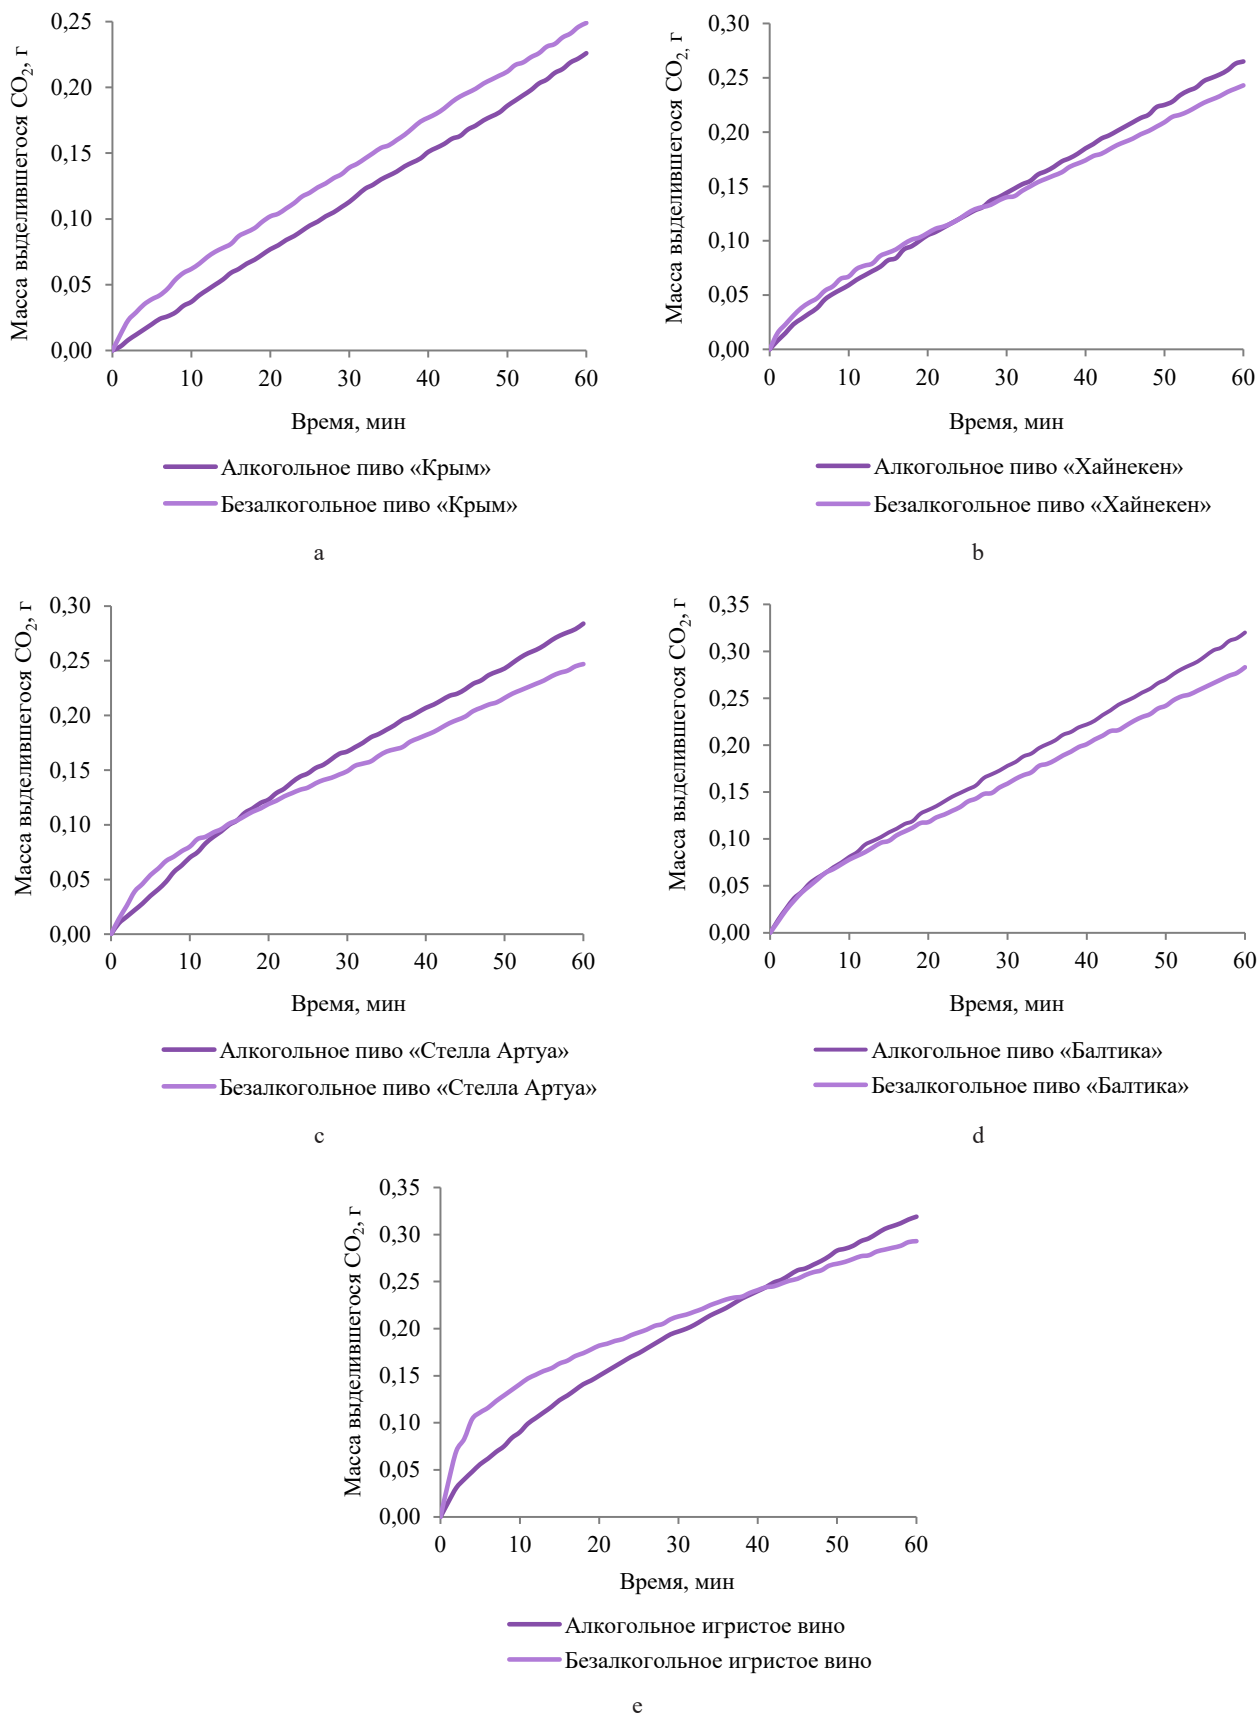 Масса выделившегося CO2, г
0,25
0,20
0,15
0,10
0,05
0,00
0 10 20 30 40 50 60
Время, мин
Алкогольное пиво «Крым»
Безалкогольное пиво «Крым»
a
Масса выделившегося CO2, г
0,30
0,25
0,20
0,15
0,10
0,05
0,00
0 10 20 30 40 50 60
Время, мин
Алкогольное пиво «Хайнекен»
Безалкогольное пиво «Хайнекен»
b
Масса выделившегося CO2, г
0,30
0,25
0,20
0,15
0,10
0,05
0,00
0 10 20 30 40 50 60
Время, мин
Алкогольное пиво «Стелла Артуа»
Безалкогольное пиво «Стелла Артуа»
c
Масса выделившегося CO2, г
0,35
0,30
0,25
0,20
0,15
0,10
0,05
0,00
0 10 20 30 40 50 60
Время, мин
Алкогольное пиво «Балтика»
Безалкогольное пиво «Балтика»
d
Масса выделившегося CO2, г
0,35
0,30
0,25
0,20
0,15
0,10
0,05
0,00
0 10 20 30 40 50 60
Время, мин
Алкогольное игристое вино
Безалкогольное игристое вино
e